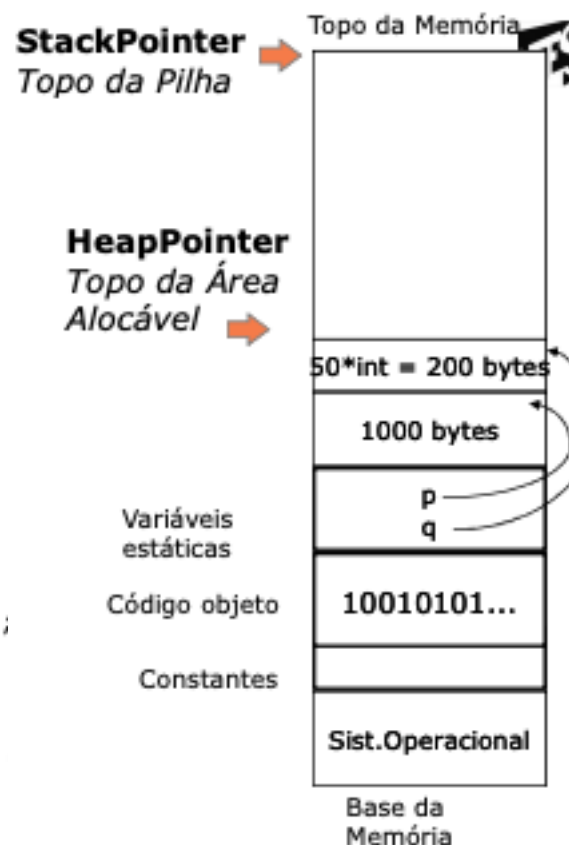 Topo da Memória
StackPointer
Topo da Pilha
HeapPointer
Topo da Área
Alocável
50*int = 200 bytes
1000 bytes
p
q
Variáveis
estáticas
Código objeto
10010101...
;
Constantes
Sist.Operacional
Base da
Memória